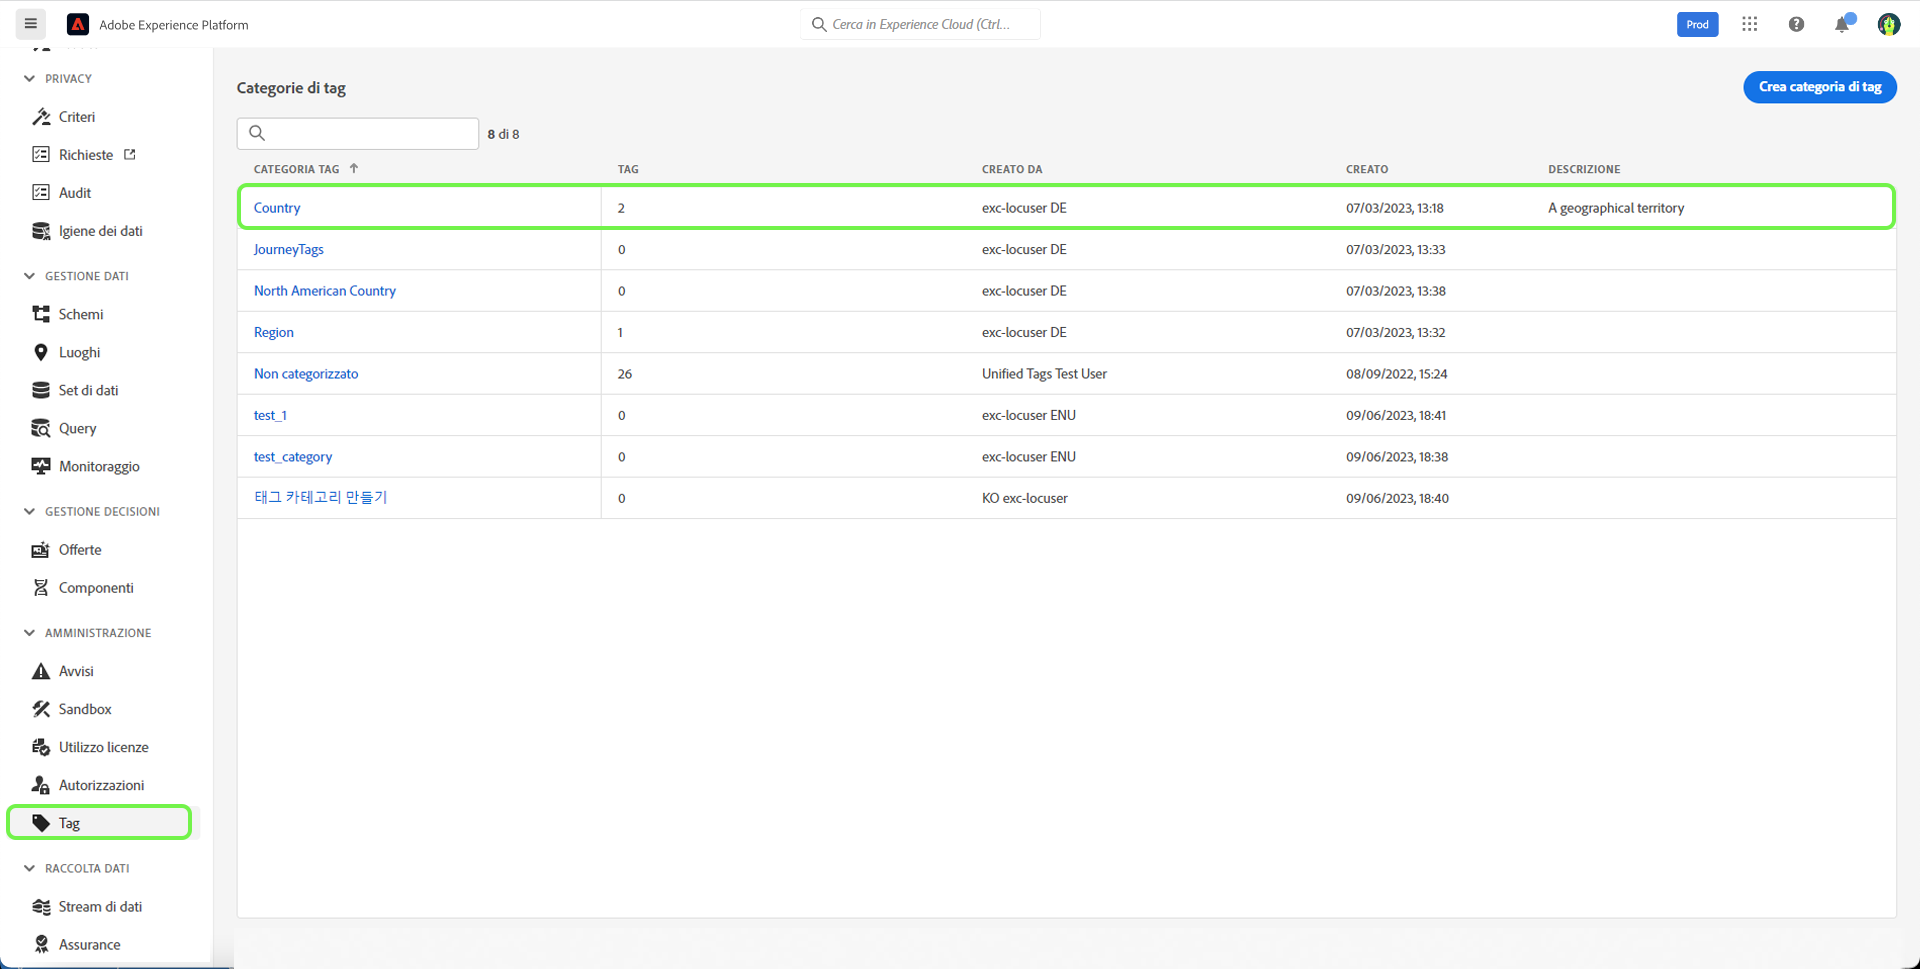 Adobe Experience Platform
Cerca in Experience Cloud (Ctrl...
Prod
PRIVACY
Criteri
Richieste
Audit
Igiene dei dati
GESTIONE DATI
Schemi
Luoghi
Set di dati
Query
Monitoraggio
GESTIONE DECISIONI
Offerte
Componenti
AMMINISTRAZIONE
Avvisi
Sandbox
Utilizzo licenze
Autorizzazioni
Tag
RACCOLTA DATI
Stream di dati
Assurance
Categorie di tag
Crea categoria di tag
8 di 8
CATEGORIA TAG TAG CREATO DA CREATO DESCRIZIONE
Country 2 exc-locuser DE 07/03/2023, 13:18 A geographical territory
JourneyTags 0 exc-locuser DE 07/03/2023, 13:33
North American Country 0 exc-locuser DE 07/03/2023, 13:38
Region 1 exc-locuser DE 07/03/2023, 13:32
Non categorizzato 26 Unified Tags Test User 08/09/2022, 15:24
test_1 0 exc-locuser ENU 09/06/2023, 18:41
test_category 0 exc-locuser ENU 09/06/2023, 18:38
태그 카테고리 만들기 0 KO exc-locuser 09/06/2023, 18:40